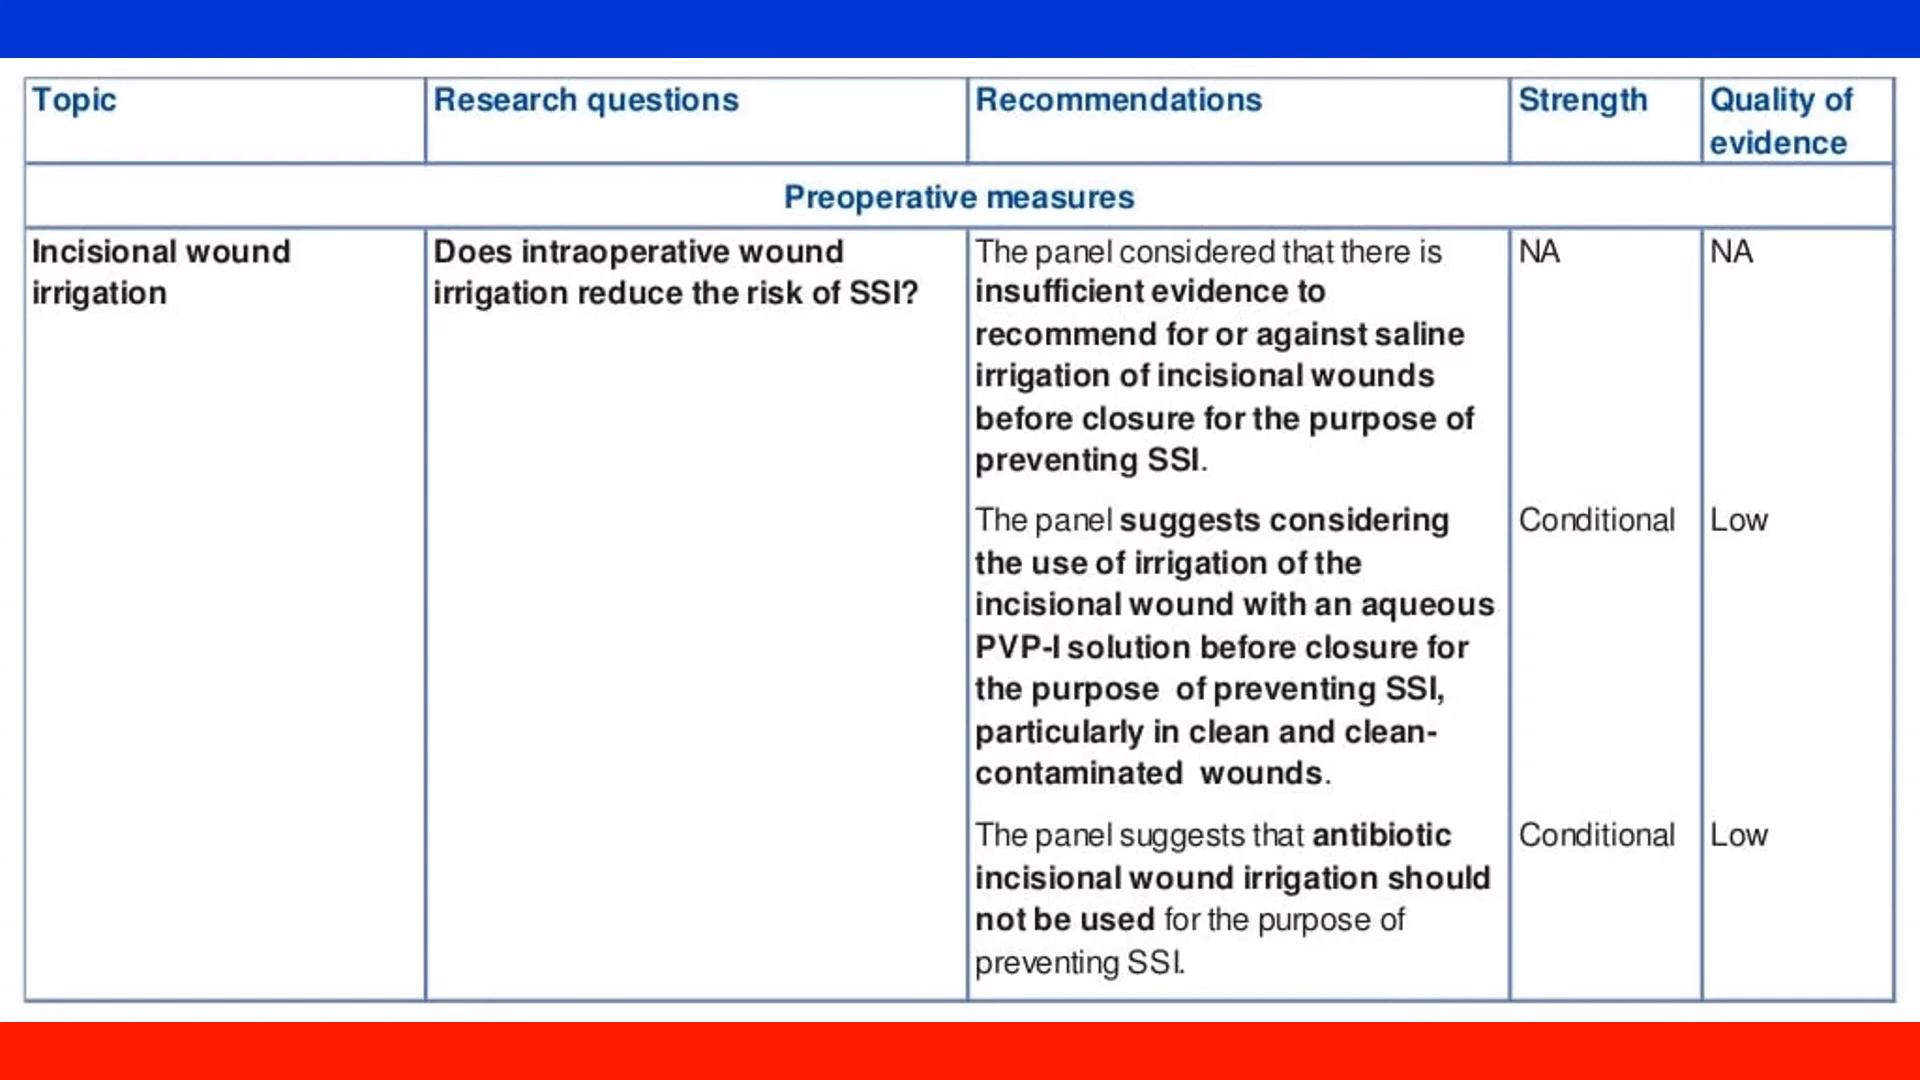 Topic
Research questions
Recommendations
Strength
Quality of
evidence
Preoperative measures
Incisional wound
irrigation
Does intraoperative wound
irrigation reduce the risk of SSI?
The panel considered that there is
insufficient evidence to
recommend for or against saline
irrigation of incisional wounds
before closure for the purpose of
preventing SSI.
NA
NA
The panel suggests considering
the use of irrigation of the
incisional wound with an aqueous
PVP-I solution before closure for
the purpose of preventing SSI,
particularly in clean and clean-
contaminated wounds.
Conditional
Low
The panel suggests that antibiotic
incisional wound irrigation should
not be used for the purpose of
preventing SSI.
Conditional
Low